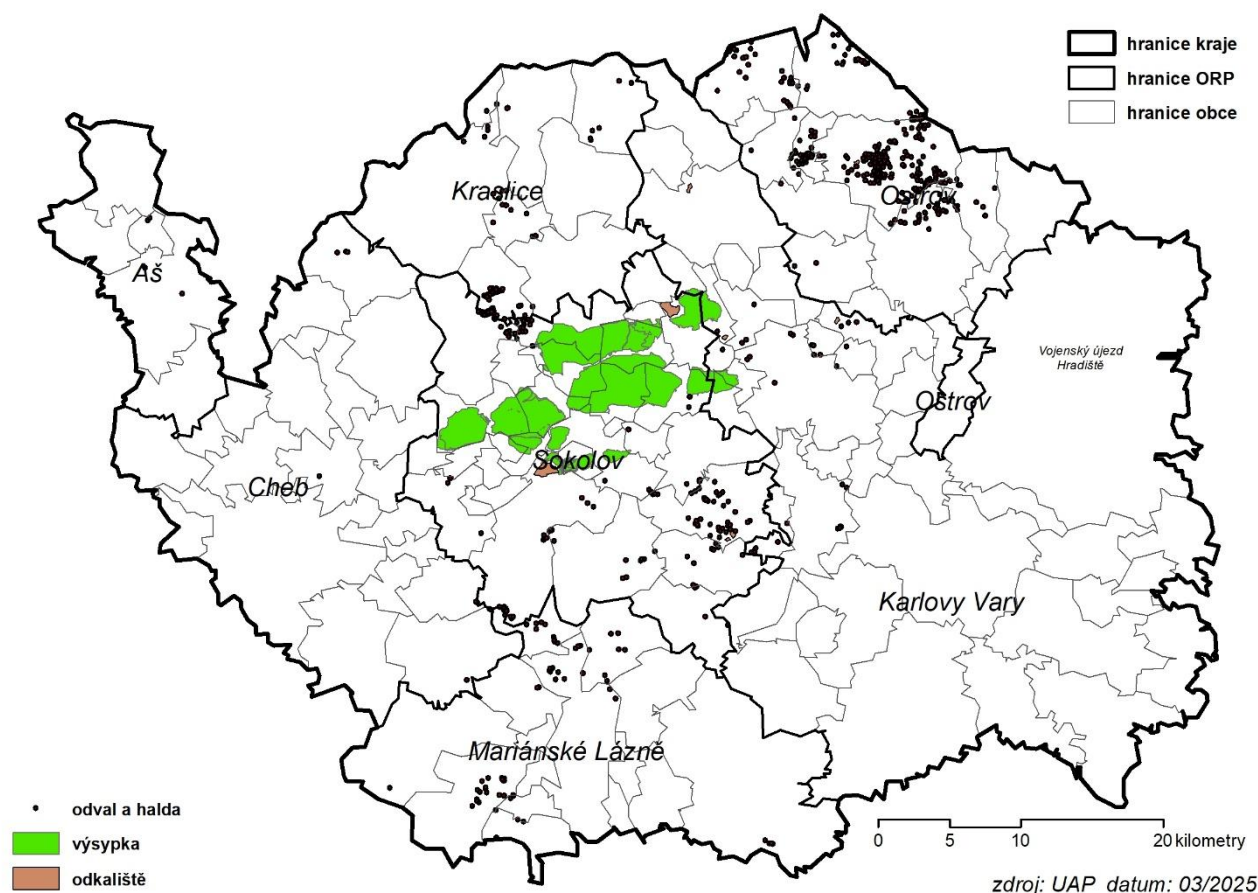 hranice kraje
hranice ORP
hranice obce
Kraslice
Ostrov
Aš
Vojenský újezd
Hradiště
Ostrov
Sokolov
Cheb
Karlovy Vary
Mariánské Lázně
odval a halda
výsypka
odkaliště
0 5 10 20 kilometry
zdroj: UAP datum: 03/2025